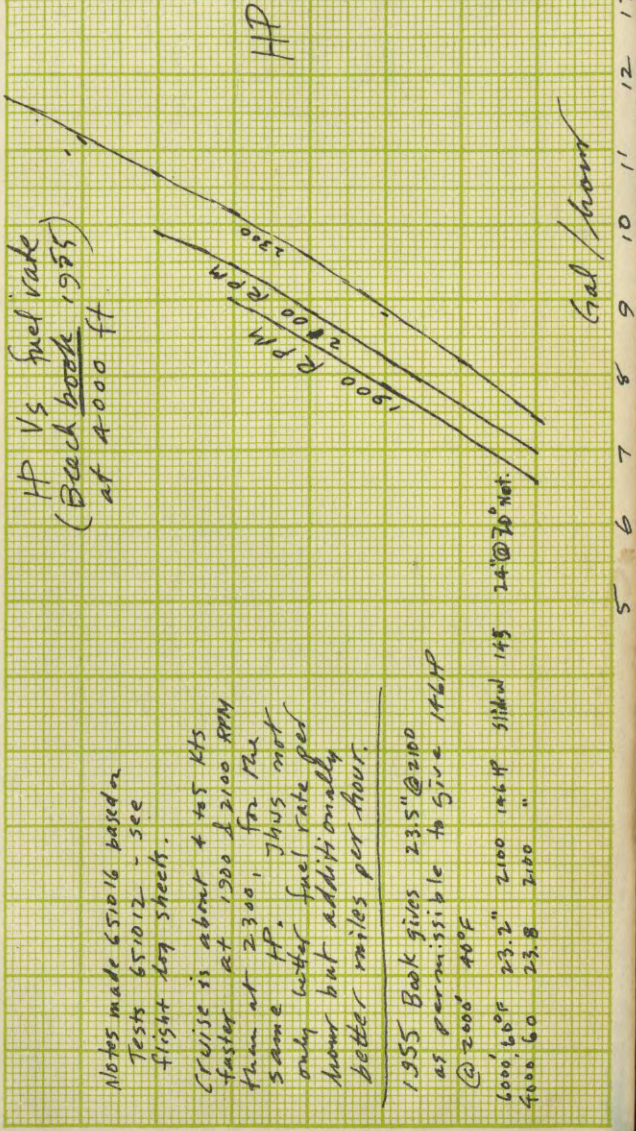 HP Vs fuel rate
(Beech book 1955)
at 4000 ft
Notes made 651016 based on
Tests 651012 - see
flight log sheets.
Cruise is about 4 to 5 Kts
faster at 1900 & 2100 RPM
than at 2300, for the
same HP. Thus not
only better fuel rate per
hour but additionally
better miles per hour.
1955 Book gives 23.5" @ 2100
as permissible to give 146HP
@ 2000' 40°F
6000', 60°F 23.2" 2100 146HP 145 24" @ 70°
4000 60 23.8 2100 "
1900 RPM
2100 RPM
2300
HP
Gal/hour
5 6 7 8 9 10 11 12